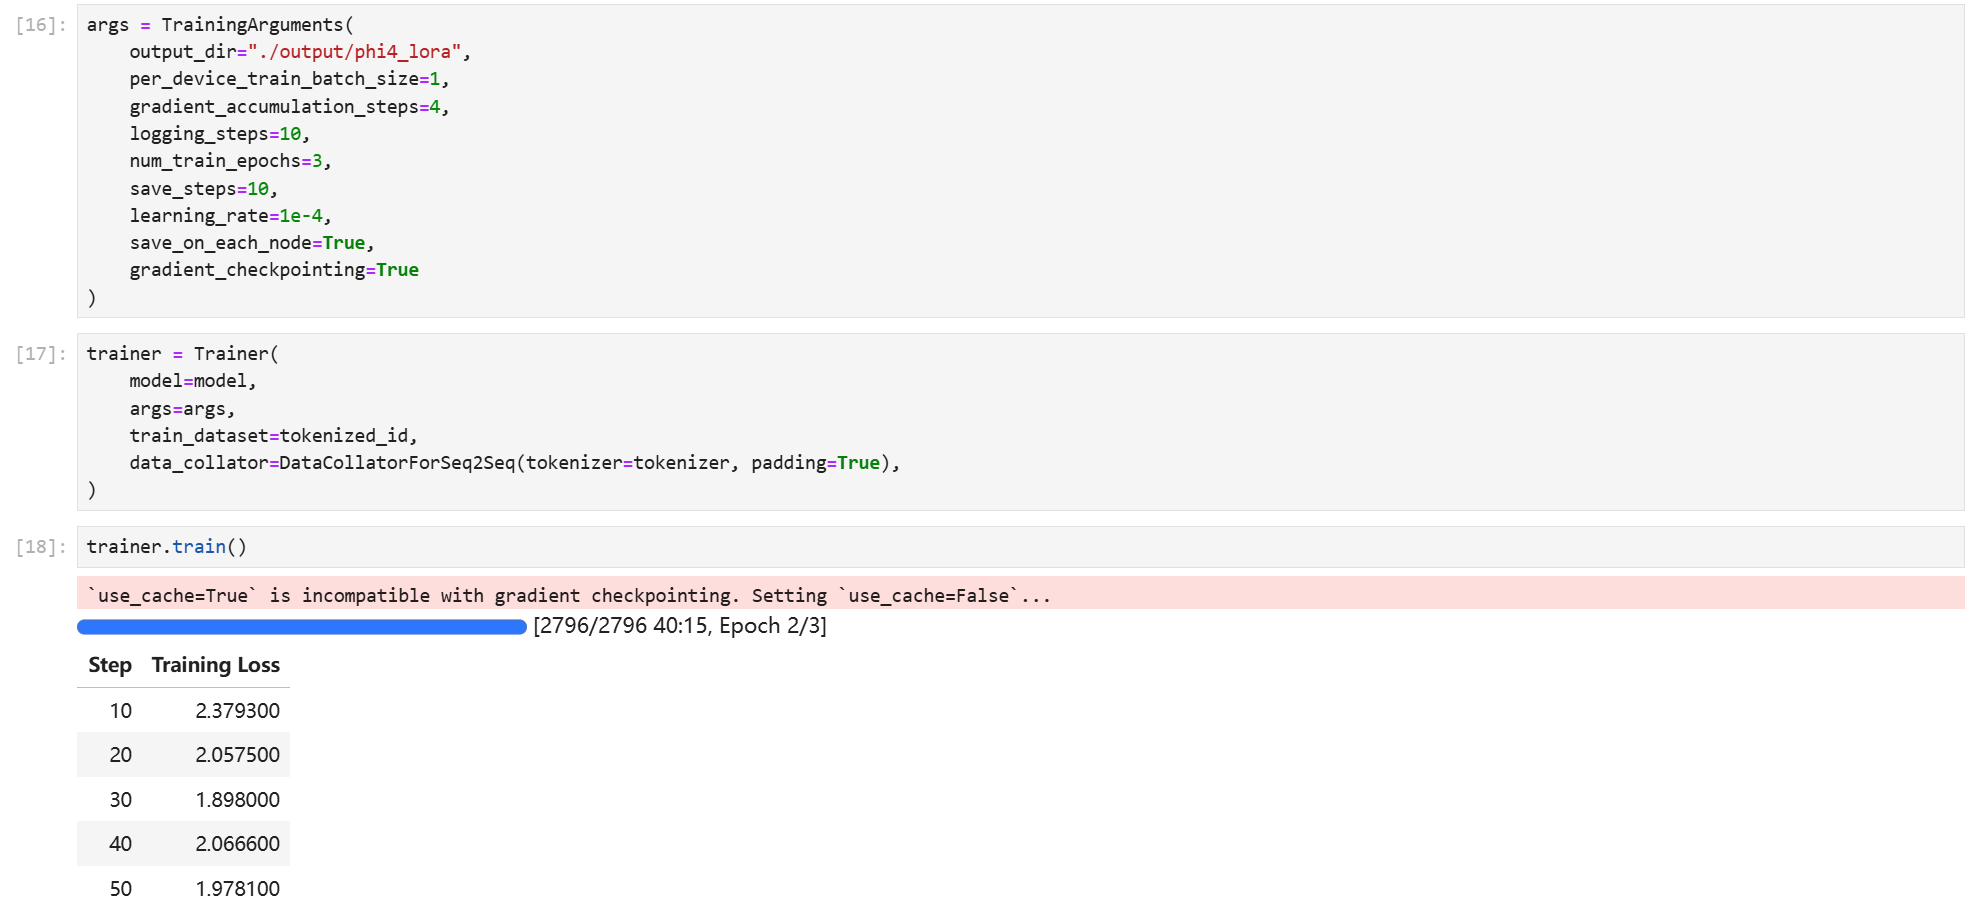 [16]: args = TrainingArguments(
    output_dir="./output/phi4_lora",
    per_device_train_batch_size=1,
    gradient_accumulation_steps=4,
    logging_steps=10,
    num_train_epochs=3,
    save_steps=10,
    learning_rate=1e-4,
    save_on_each_node=True,
    gradient_checkpointing=True
)
[17]: trainer = Trainer(
    model=model,
    args=args,
    train_dataset=tokenized_id,
    data_collator=DataCollatorForSeq2Seq(tokenizer=tokenizer, padding=True),
)
[18]: trainer.train()
`use_cache=True` is incompatible with gradient checkpointing. Setting `use_cache=False`...
[2796/2796 40:15, Epoch 2/3]
Step Training Loss
10 2.379300
20 2.057500
30 1.898000
40 2.066600
50 1.978100